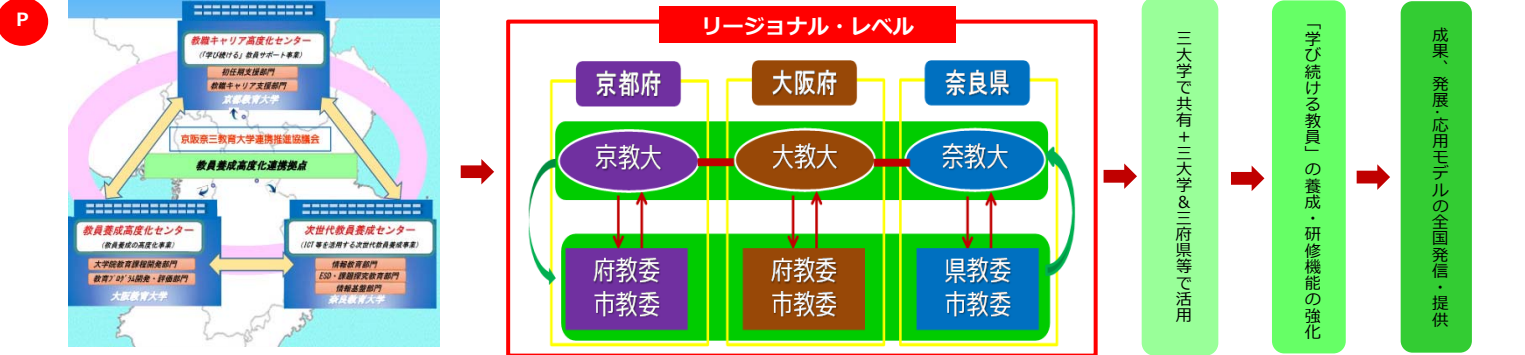 P
教職キャリア高度化センター
(「学び続ける」教員サポート事業)
初任期支援部門
教職キャリア支援部門
京都教育大学
京阪奈三教育大学連携推進協議会
教員養成高度化連携拠点
教員養成高度化センター
(教員養成の高度化事業)
大学院教育課程開発部門
教育プログラム開発・評価部門
大阪教育大学
次世代教員養成センター
(ICT等を活用する次世代教員養成事業)
情報教育部門
ESD・課題探究教育部門
情報基盤部門
奈良教育大学
リージョナル・レベル
京都府
大阪府
奈良県
京教大
大教大
奈教大
府教委
市教委
府教委
市教委
県教委
市教委
三大学で共有+三大学&三府県等で活用
「学び続ける教員」の養成・研修機能の強化
成果、発展・応用モデルの全国発信・提供